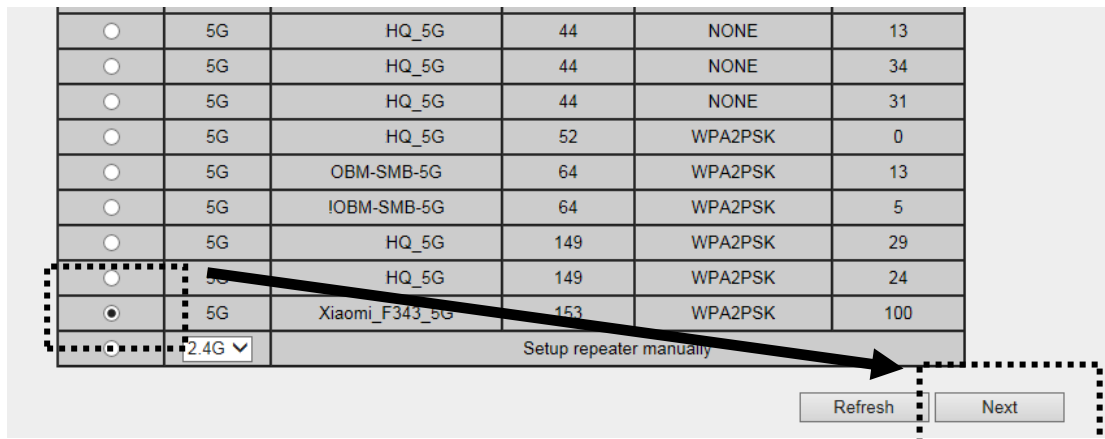 5G HQ_5G 44 NONE 13
5G HQ_5G 44 NONE 34
5G HQ_5G 44 NONE 31
5G HQ_5G 52 WPA2PSK 0
5G OBM-SMB-5G 64 WPA2PSK 13
5G !OBM-SMB-5G 64 WPA2PSK 5
5G HQ_5G 149 WPA2PSK 29
5G HQ_5G 149 WPA2PSK 24
5G Xiaomi_F343_5G 153 WPA2PSK 100
2.4G Setup repeater manually
Refresh Next